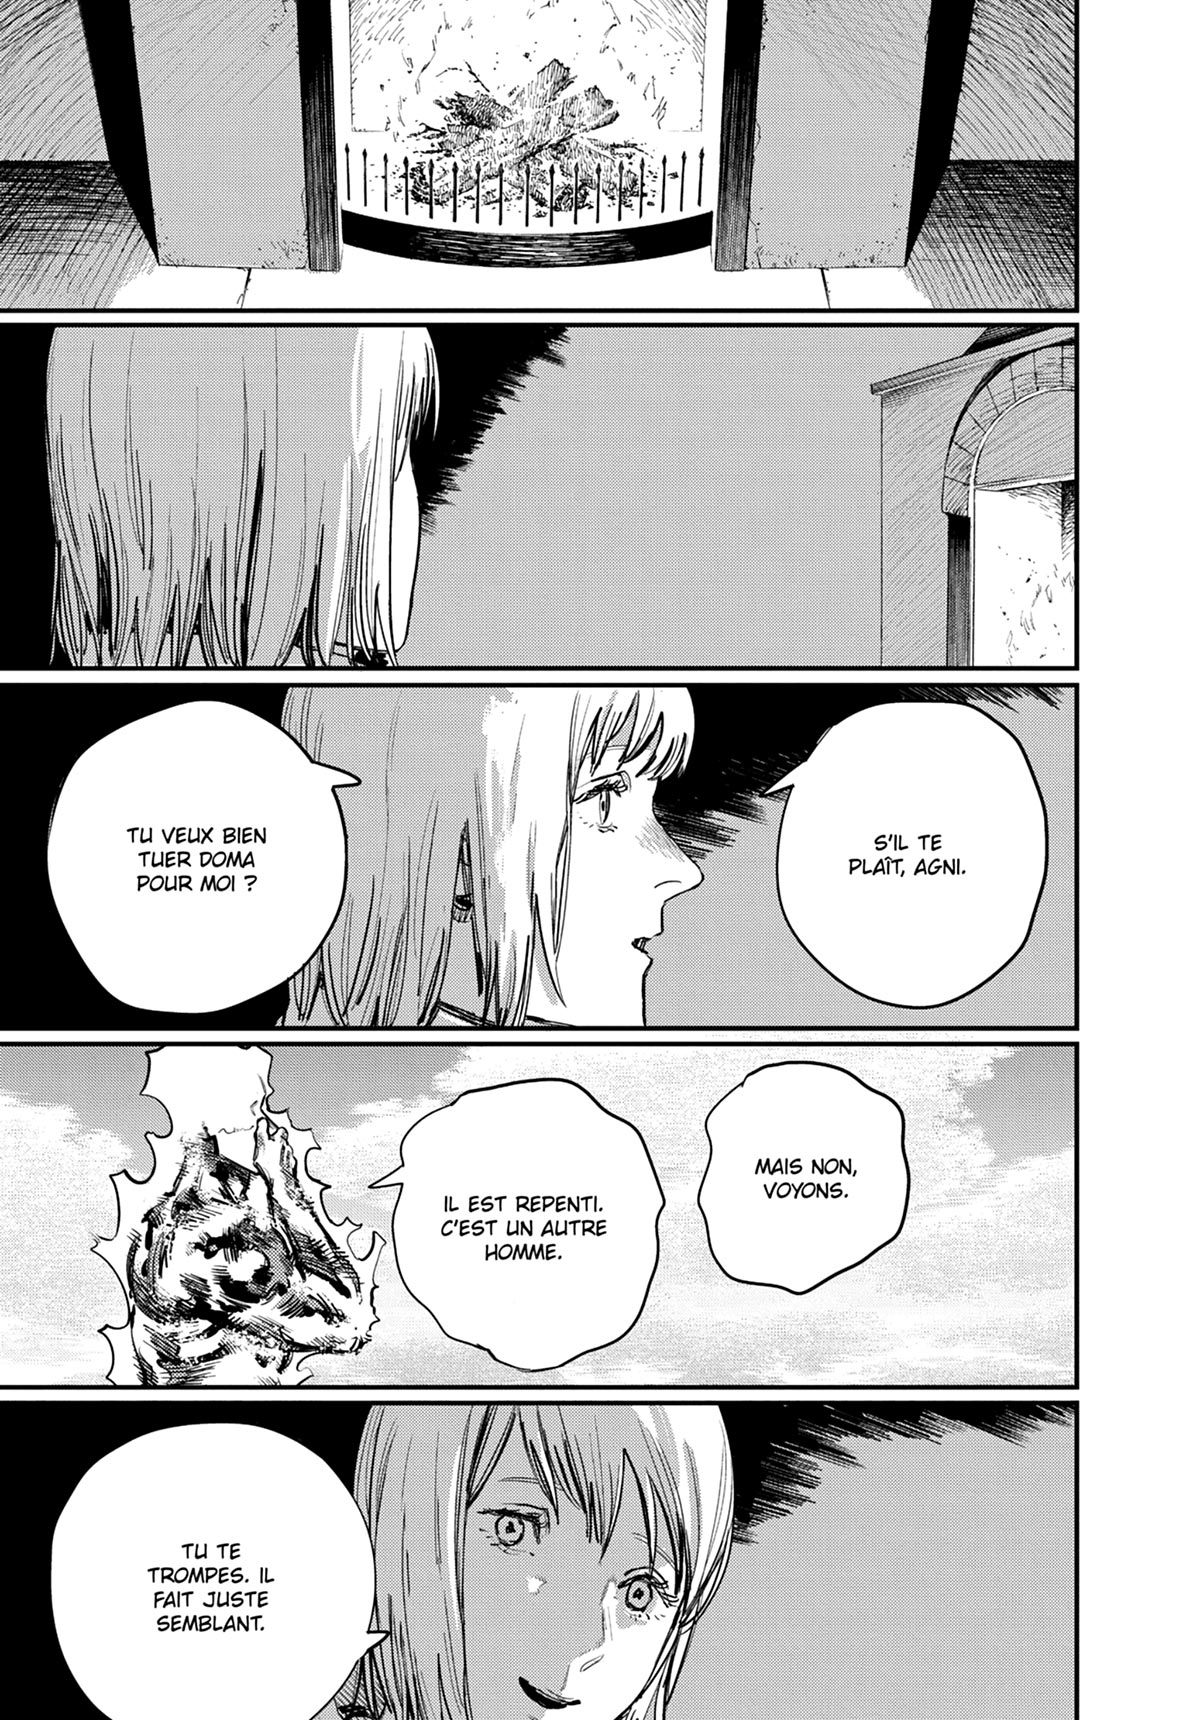 S'IL TE
PLAÎT, AGNI.
TU VEUX BIEN
TUER DOMA
POUR MOI ?
MAIS NON,
VOYONS.
IL EST REPENTI.
C'EST UN AUTRE
HOMME.
TU TE
TROMPES. IL
FAIT JUSTE
SEMBLANT.